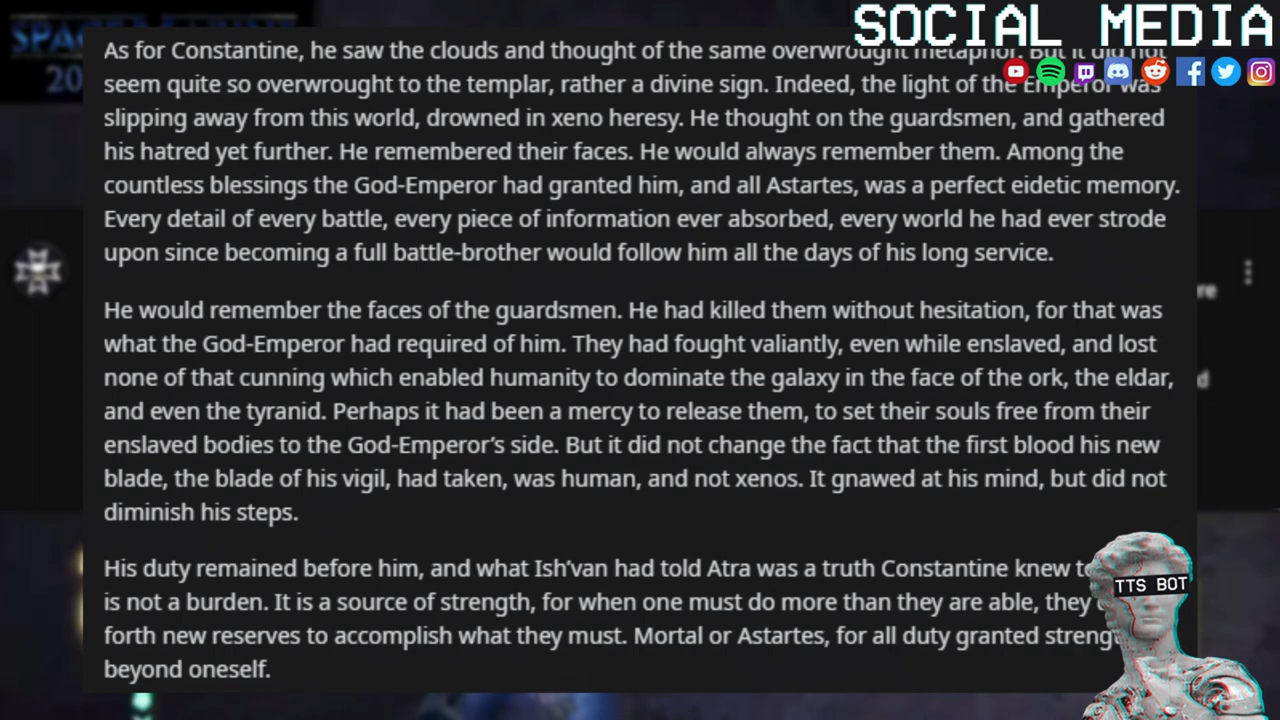 SOCIAL MEDIA
SPA
20
As for Constantine, he saw the clouds and thought of the same overwrought metaphor. But it did not
seem quite so overwrought to the templar, rather a divine sign. Indeed, the light of the Emperor was
slipping away from this world, drowned in xeno heresy. He thought on the guardsmen, and gathered
his hatred yet further. He remembered their faces. He would always remember them. Among the
countless blessings the God-Emperor had granted him, and all Astartes, was a perfect eidetic memory.
Every detail of every battle, every piece of information ever absorbed, every world he had ever strode
upon since becoming a full battle-brother would follow him all the days of his long service.
He would remember the faces of the guardsmen. He had killed them without hesitation, for that was
what the God-Emperor had required of him. They had fought valiantly, even while enslaved, and lost
none of that cunning which enabled humanity to dominate the galaxy in the face of the ork, the eldar,
and even the tyranid. Perhaps it had been a mercy to release them, to set their souls free from their
enslaved bodies to the God-Emperor's side. But it did not change the fact that the first blood his new
blade, the blade of his vigil, had taken, was human, and not xenos. It gnawed at his mind, but did not
diminish his steps.
His duty remained before him, and what Ish'van had told Atra was a truth Constantine knew
is not a burden. It is a source of strength, for when one must do more than they are able, they
forth new reserves to accomplish what they must. Mortal or Astartes, for all duty granted
beyond oneself.
TTS BOT